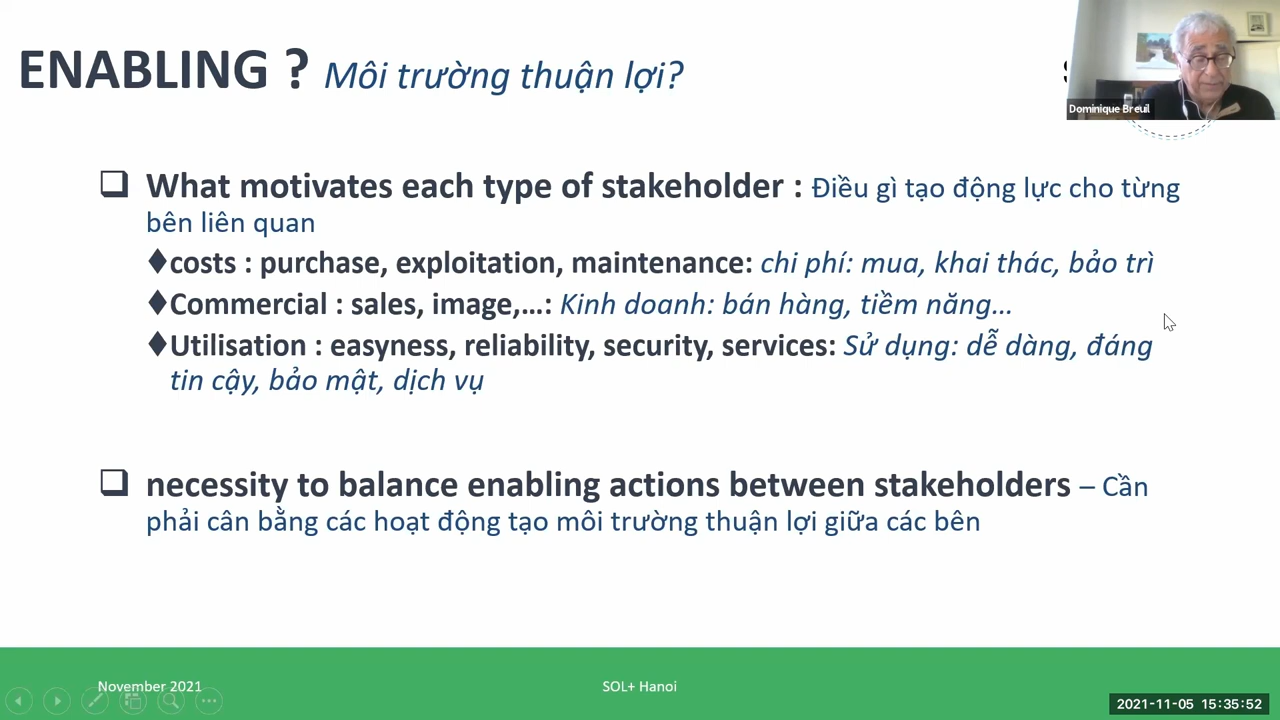 ENABLING ? Môi trường thuận lợi?
Dominique Breuil
❑ What motivates each type of stakeholder : Điều gì tạo động lực cho từng
bên liên quan
♦costs : purchase, exploitation, maintenance: chi phí: mua, khai thác, bảo trì
♦Commercial : sales, image,...: Kinh doanh: bán hàng, tiềm năng...
♦Utilisation : easyness, reliability, security, services: Sử dụng: dễ dàng, đáng
tin cậy, bảo mật, dịch vụ
❑ necessity to balance enabling actions between stakeholders – Cần
phải cân bằng các hoạt động tạo môi trường thuận lợi giữa các bên
November 2021
SOL+ Hanoi
2021-11-05 15:35:52